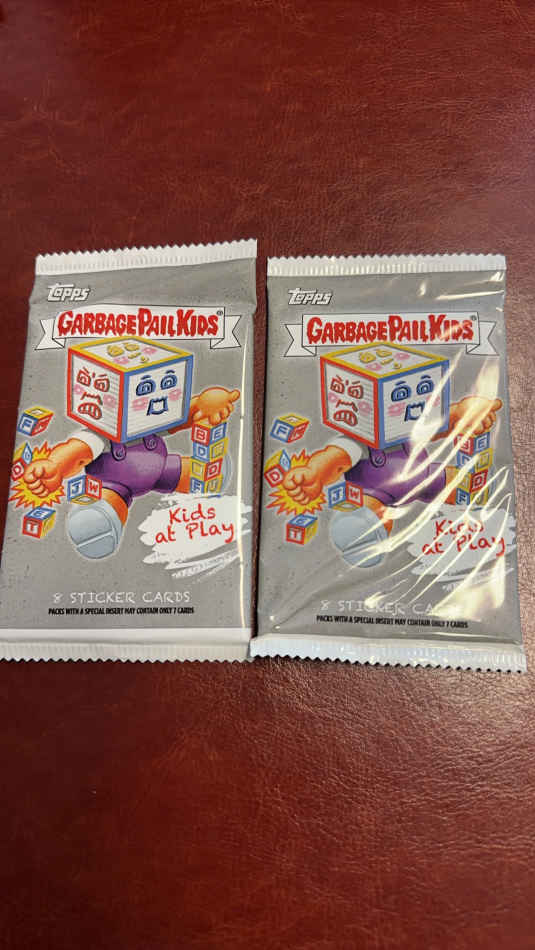 Topps
GARBAGE PAIL KIDS®
Kids
at Play
8 STICKER CARDS
PACKS WITH A SPECIAL INSERT MAY CONTAIN ONLY 7 CARDS
Topps
GARBAGE PAIL KIDS®
Kids
at Play
8 STICKER CARDS
PACKS WITH A SPECIAL INSERT MAY CONTAIN ONLY 7 CARDS